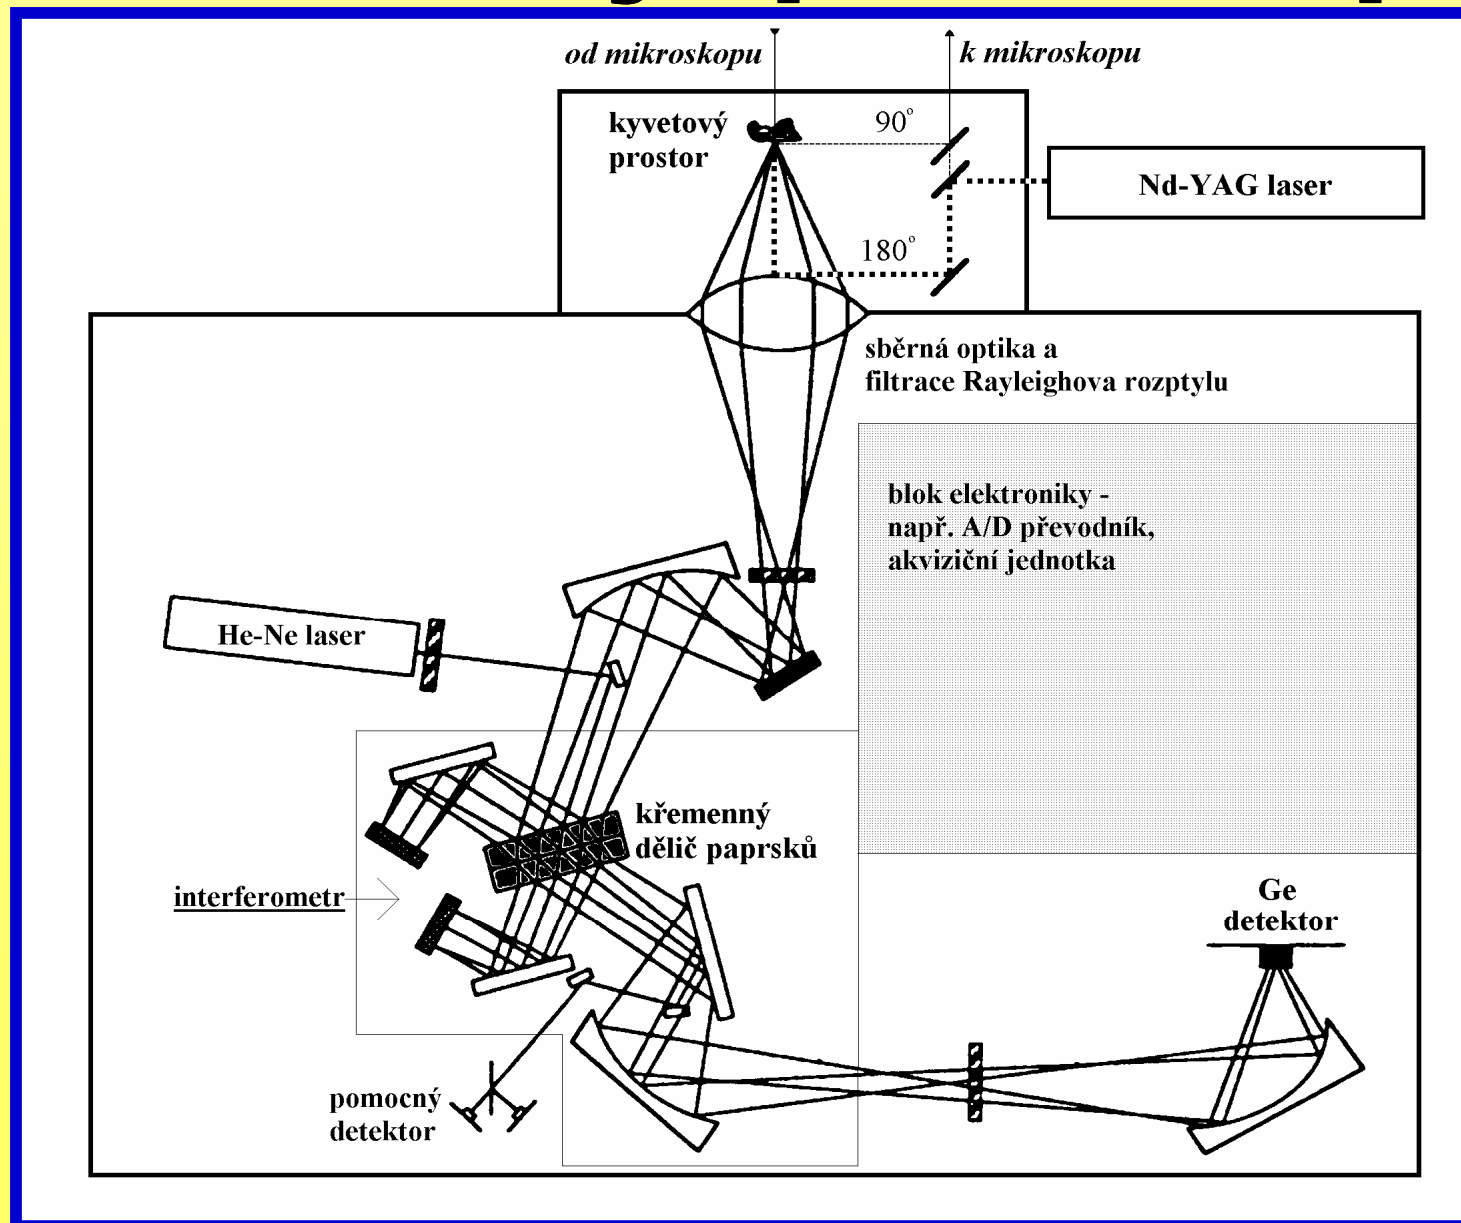 od mikroskopu
k mikroskopu
kyvetový
prostor
90°
Nd-YAG laser
180°
sběrná optika a
filtrace Rayleighova rozptylu
blok elektroniky -
např. A/D převodník,
akviziční jednotka
He-Ne laser
křemenný
dělič paprsků
interferometr
Ge
detektor
pomocný
detektor